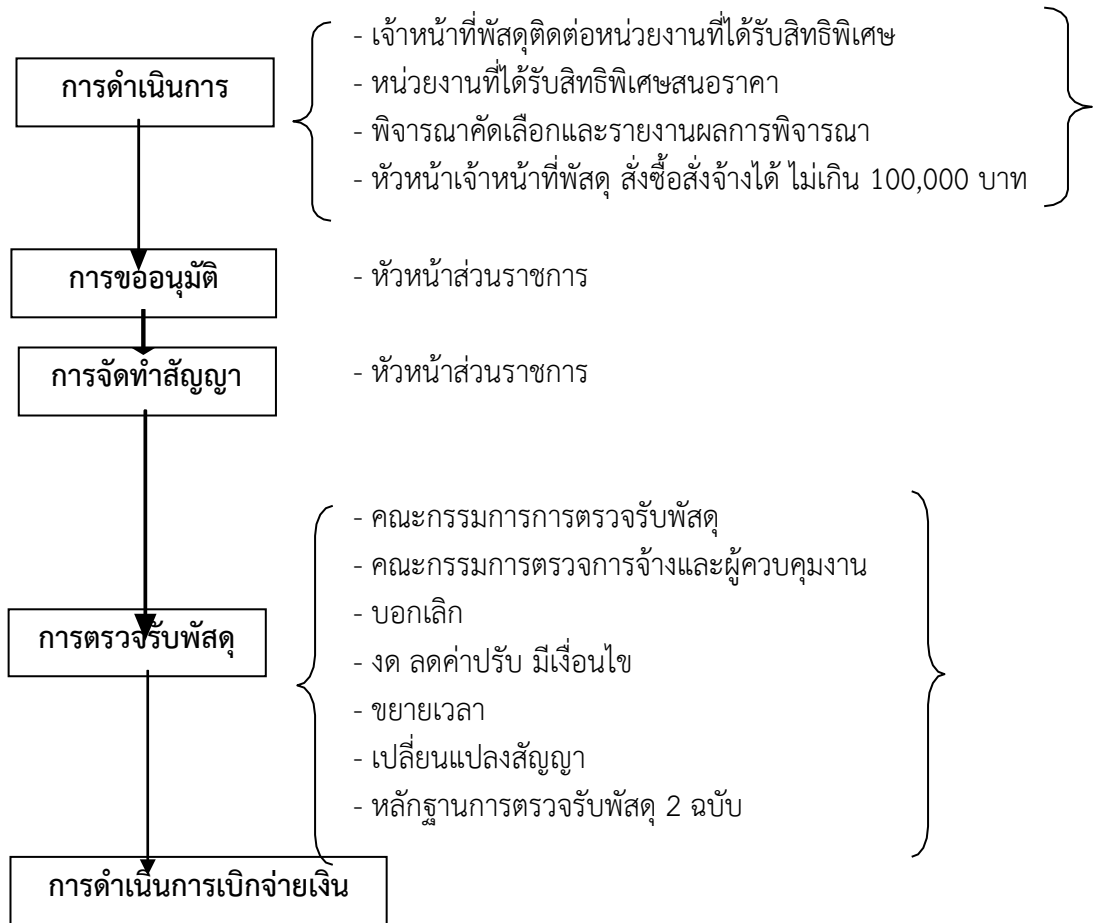 - เจ้าหน้าที่พัสดุติดต่อหน่วยงานที่ได้รับสิทธิพิเศษ
การดำเนินการ
- หน่วยงานที่ได้รับสิทธิพิเศษสนอราคา
- พิจารณาคัดเลือกและรายงานผลการพิจารณา
- หัวหน้าเจ้าหน้าที่พัสดุ สั่งซื้อสั่งจ้างได้ ไม่เกิน 100,000 บาท
การขออนุมัติ
- หัวหน้าส่วนราชการ
การจัดทำสัญญา
- หัวหน้าส่วนราชการ
- คณะกรรมการการตรวจรับพัสดุ
- คณะกรรมการตรวจการจ้างและผู้ควบคุมงาน
- บอกเลิก
การตรวจรับพัสดุ
- งด ลดค่าปรับ มีเงื่อนไข
- ขยายเวลา
- เปลี่ยนแปลงสัญญา
- หลักฐานการตรวจรับพัสดุ 2 ฉบับ
การดำเนินการเบิกจ่ายเงิน